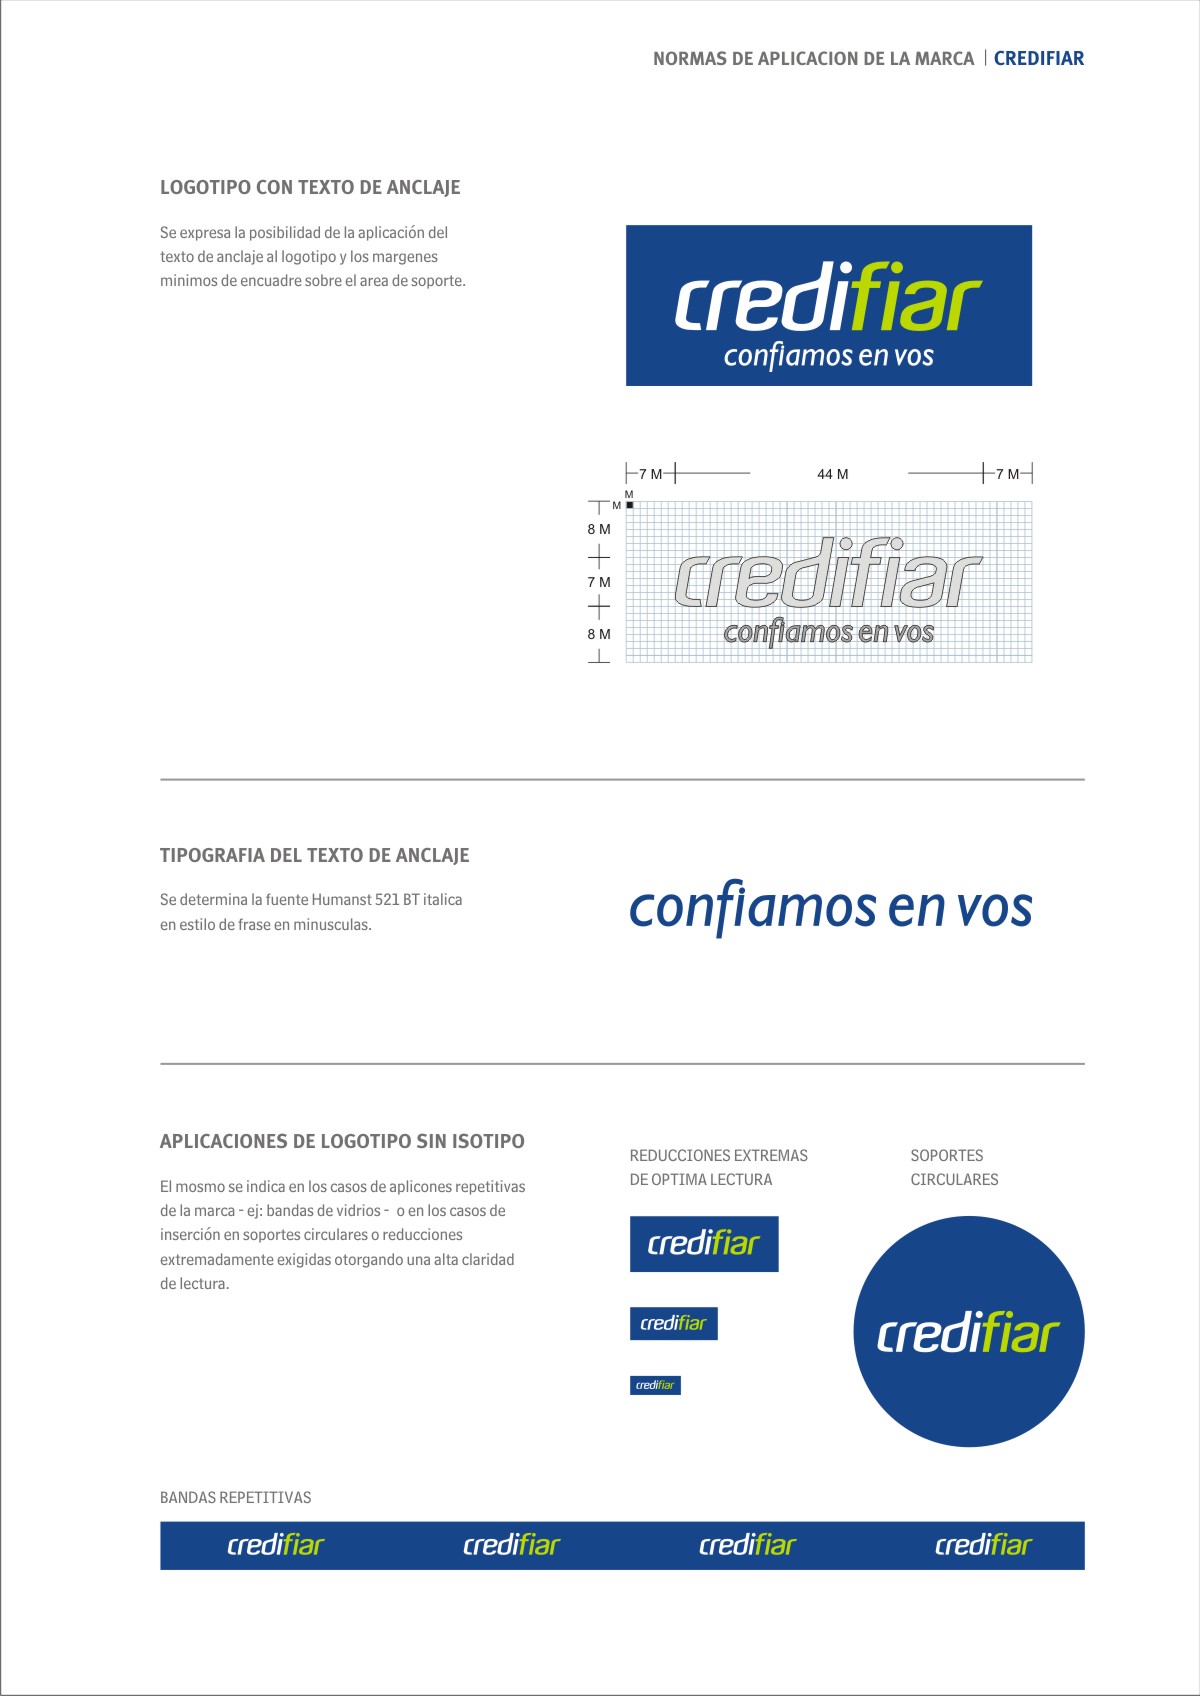 NORMAS DE APLICACION DE LA MARCA | CREDIFIAR
LOGOTIPO CON TEXTO DE ANCLAJE
Se expresa la posibilidad de la aplicación del
texto de anclaje al logotipo y los margenes
minimos de encuadre sobre el area de soporte.
credifiar
confiamos en vos
7 M 44 M 7 M
M
M
8 M
7 M
8 M
credifiar
confiamos en vos
TIPOGRAFIA DEL TEXTO DE ANCLAJE
Se determina la fuente Humanst 521 BT italica
en estilo de frase en minusculas.
confiamos en vos
APLICACIONES DE LOGOTIPO SIN ISOTIPO
El mosmo se indica en los casos de aplicones repetitivas
de la marca - ej: bandas de vidrios - o en los casos de
inserción en soportes circulares o reducciones
extremadamente exigidas otorgando una alta claridad
de lectura.
REDUCCIONES EXTREMAS
DE OPTIMA LECTURA
credifiar
credifiar
credifiar
SOPORTES
CIRCULARES
credifiar
BANDAS REPETITIVAS
credifiar credifiar credifiar credifiar